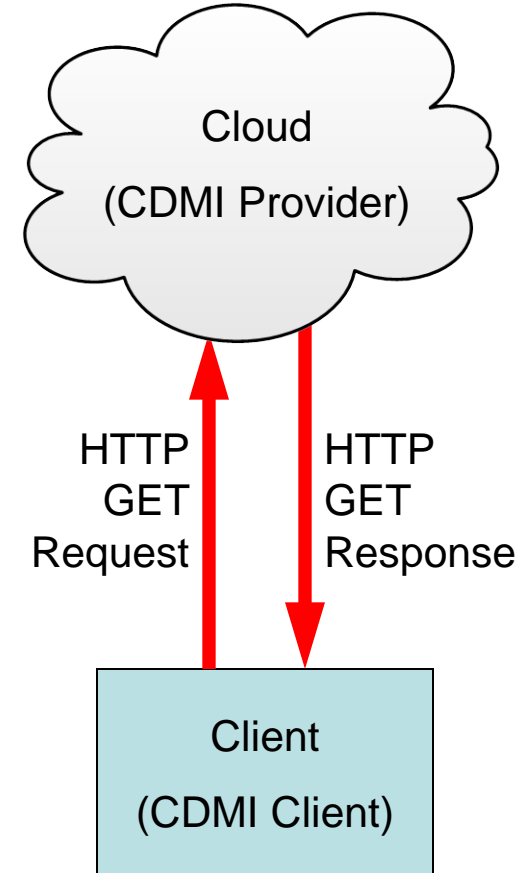 Cloud
(CDMI Provider)
HTTP
GET
Request
HTTP
GET
Response
Client
(CDMI Client)